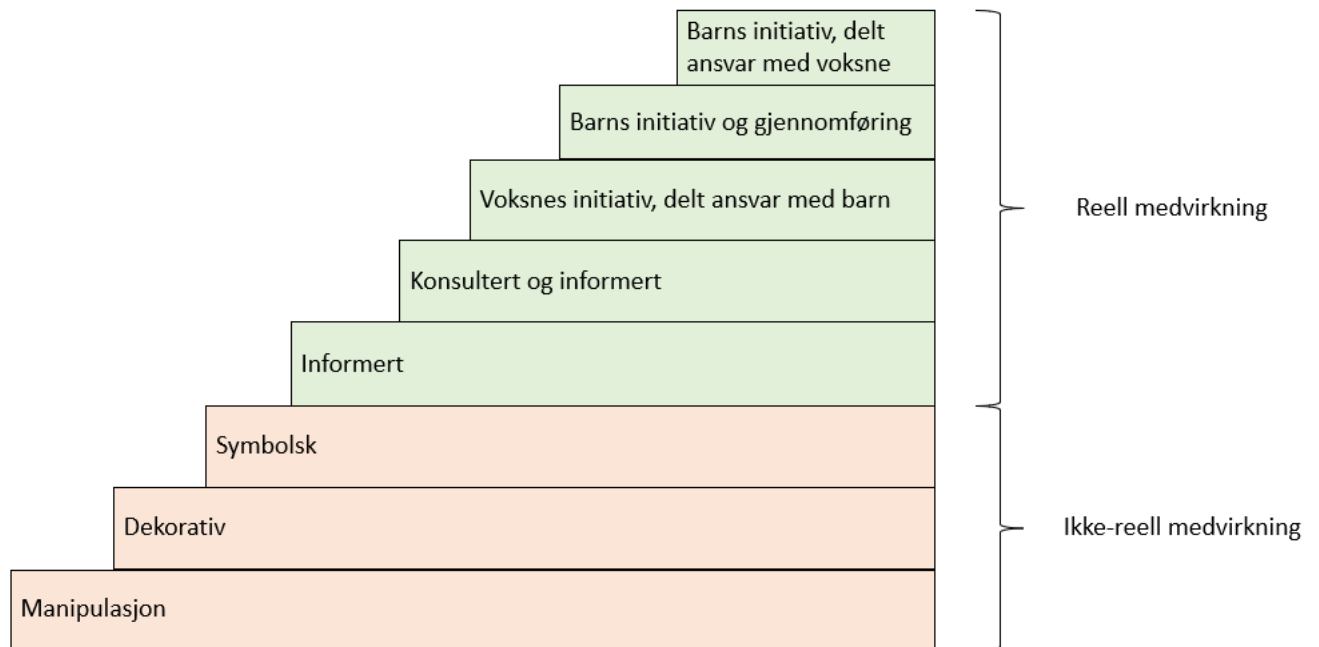 Barns initiativ, delt
ansvar med voksne
Barns initiativ og gjennomføring
Voksnes initiativ, delt ansvar med barn
Reell medvirkning
Konsultert og informert
Informert
Symbolsk
Dekorativ
Ikke-reell medvirkning
Manipulasjon